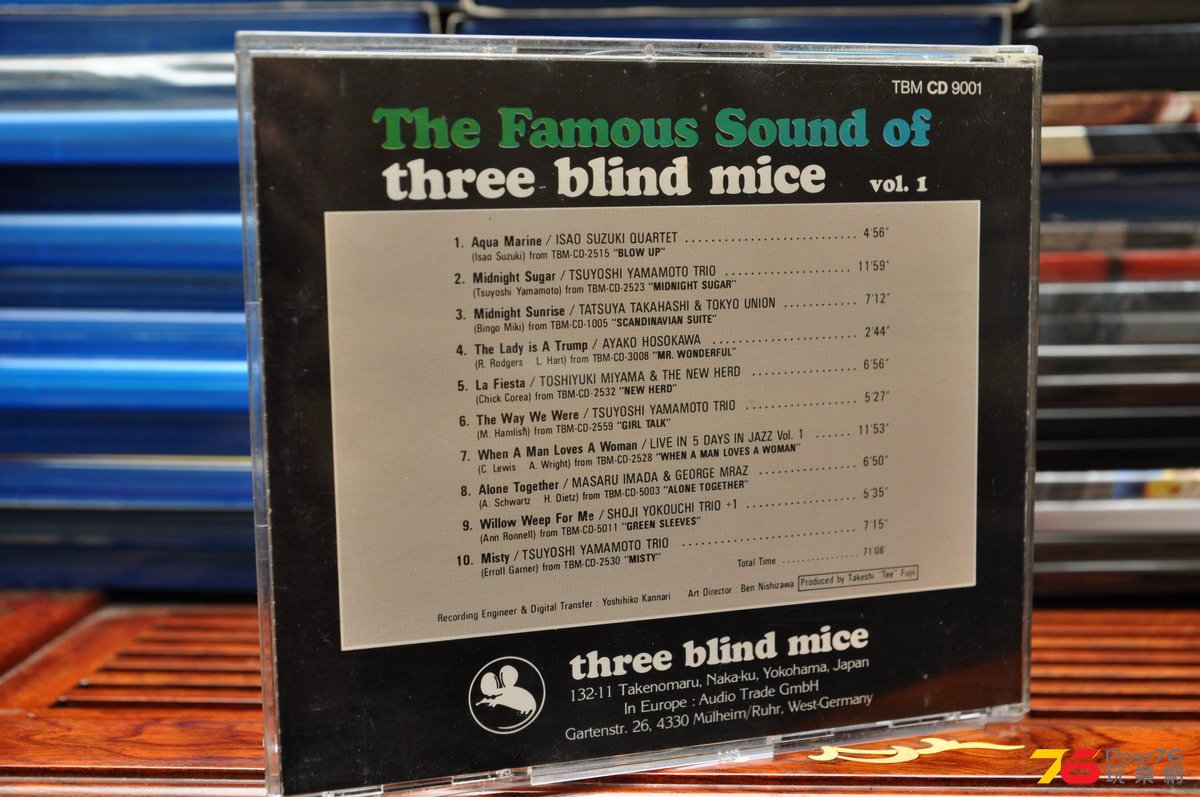 TBM CD 9001
The Famous Sound of
three blind mice vol. 1
1. Aqua Marine / ISAO SUZUKI QUARTET ........................ 4'56"
(Isao Suzuki) from TBM-CD-2515 "BLOW UP"
2. Midnight Sugar / TSUYOSHI YAMAMOTO TRIO .................. 11'59"
(Tsuyoshi Yamamoto) from TBM-CD-2523 "MIDNIGHT SUGAR"
3. Midnight Sunrise / TATSUYA TAKAHASHI & TOKYO UNION ........... 7'12"
(Bingo Miki) from TBM-CD-1005 "SCANDINAVIAN SUITE"
4. The Lady is A Trump / AYAKO HOSOKAWA .................... 2'44"
(R. Rodgers L. Hart) from TBM-CD-3008 "MR. WONDERFUL"
5. La Fiesta / TOSHIYUKI MIYAMA & THE NEW HERD ............... 6'56"
(Chick Corea) from TBM-CD-2532 "NEW HERD"
6. The Way We Were / TSUYOSHI YAMAMOTO TRIO ................ 5'27"
(M. Hamlish) from TBM-CD-2559 "GIRL TALK"
7. When A Man Loves A Woman / LIVE IN 5 DAYS IN JAZZ Vol. 1 ...... 11'53"
(C. Lewis A. Wright) from TBM-CD-2528 "WHEN A MAN LOVES A WOMAN"
8. Alone Together / MASARU IMADA & GEORGE MRAZ .............. 6'50"
(A. Schwartz H. Dietz) from TBM-CD-5003 "ALONE TOGETHER"
9. Willow Weep For Me / SHOJI YOKOUCHI TRIO +1 ............... 5'35"
(Ann Ronnell) from TBM-CD-5011 "GREEN SLEEVES"
10. Misty / TSUYOSHI YAMAMOTO TRIO ........................ 7'15"
(Erroll Garner) from TBM-CD-2530 "MISTY"
Total Time .............. 71'08
Recording Engineer & Digital Transfer : Yoshihiko Kannari Art Director : Ben Nishizawa Produced by Takeshi "Tee" Fujii
three blind mice
132-11 Takenomaru, Naka-ku, Yokohama, Japan
In Europe : Audio Trade GmbH
Gartenstr. 26, 4330 Mülheim/Ruhr, West-Germany
76 Post76
玩樂網